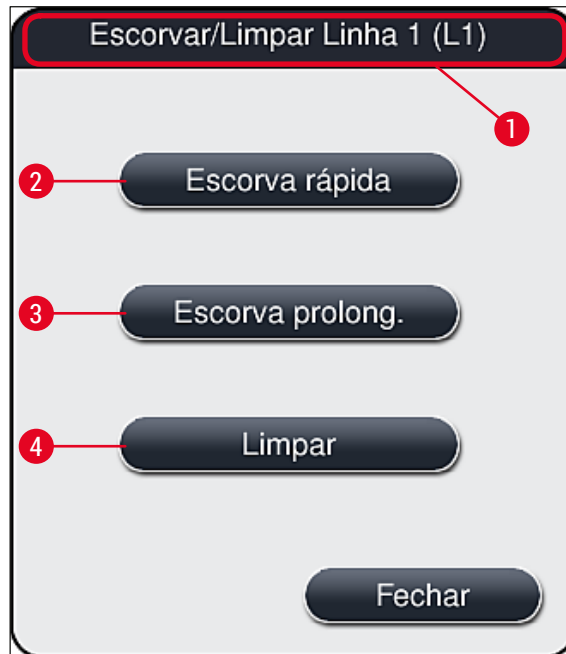 Escorvar/Limpar Linha 1 (L1)
1
2 Escorva rápida
3 Escorva prolong.
4 Limpar
Fechar